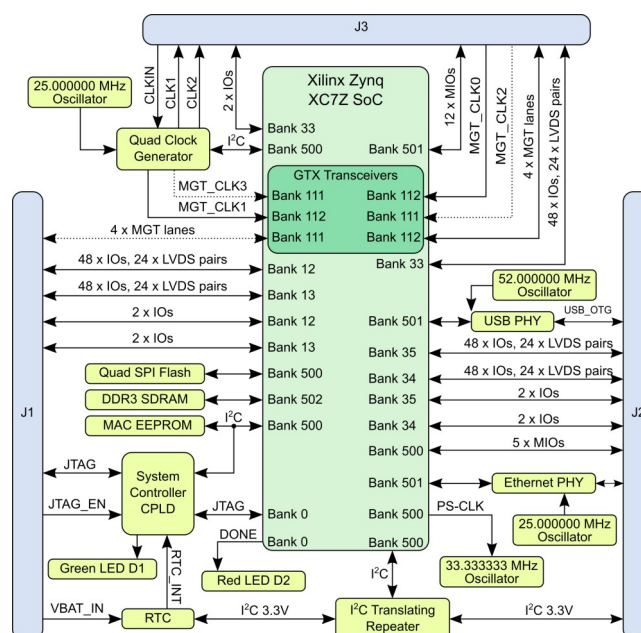 J3
25.000000 MHz
Oscillator
CLKIN
CLK1
CLK2
2 x IOs
Xilinx Zynq
XC7Z SoC
12 x MIOs
MGT_CLK0
MGT_CLK2
4 x MGT lanes
48 x IOs, 24 x LVDS pairs
Quad Clock
Generator
I²C
Bank 33
Bank 500
Bank 501
GTX Transceivers
MGT_CLK3
Bank 111
Bank 112
MGT_CLK1
Bank 112
Bank 111
4 x MGT lanes
Bank 111
Bank 112
48 x IOs, 24 x LVDS pairs
Bank 12
Bank 33
52.000000 MHz
Oscillator
48 x IOs, 24 x LVDS pairs
Bank 13
2 x IOs
Bank 12
Bank 501
USB PHY
USB_OTG
2 x IOs
Bank 13
Bank 35
48 x IOs, 24 x LVDS pairs
Quad SPI Flash
Bank 500
Bank 34
48 x IOs, 24 x LVDS pairs
DDR3 SDRAM
Bank 502
Bank 35
2 x IOs
J1
J2
MAC EEPROM
I²C
Bank 500
Bank 34
2 x IOs
Bank 500
5 x MIOs
JTAG
System
Controller
CPLD
Bank 501
Ethernet PHY
JTAG_EN
JTAG
Bank 0
Bank 500
PS-CLK
25.000000 MHz
Oscillator
DONE
Bank 0
Bank 500
Green LED D1
RTC_INT
Red LED D2
I²C
33.333333 MHz
Oscillator
VBAT_IN
RTC
I²C 3.3V
I²C Translating
Repeater
I²C 3.3V